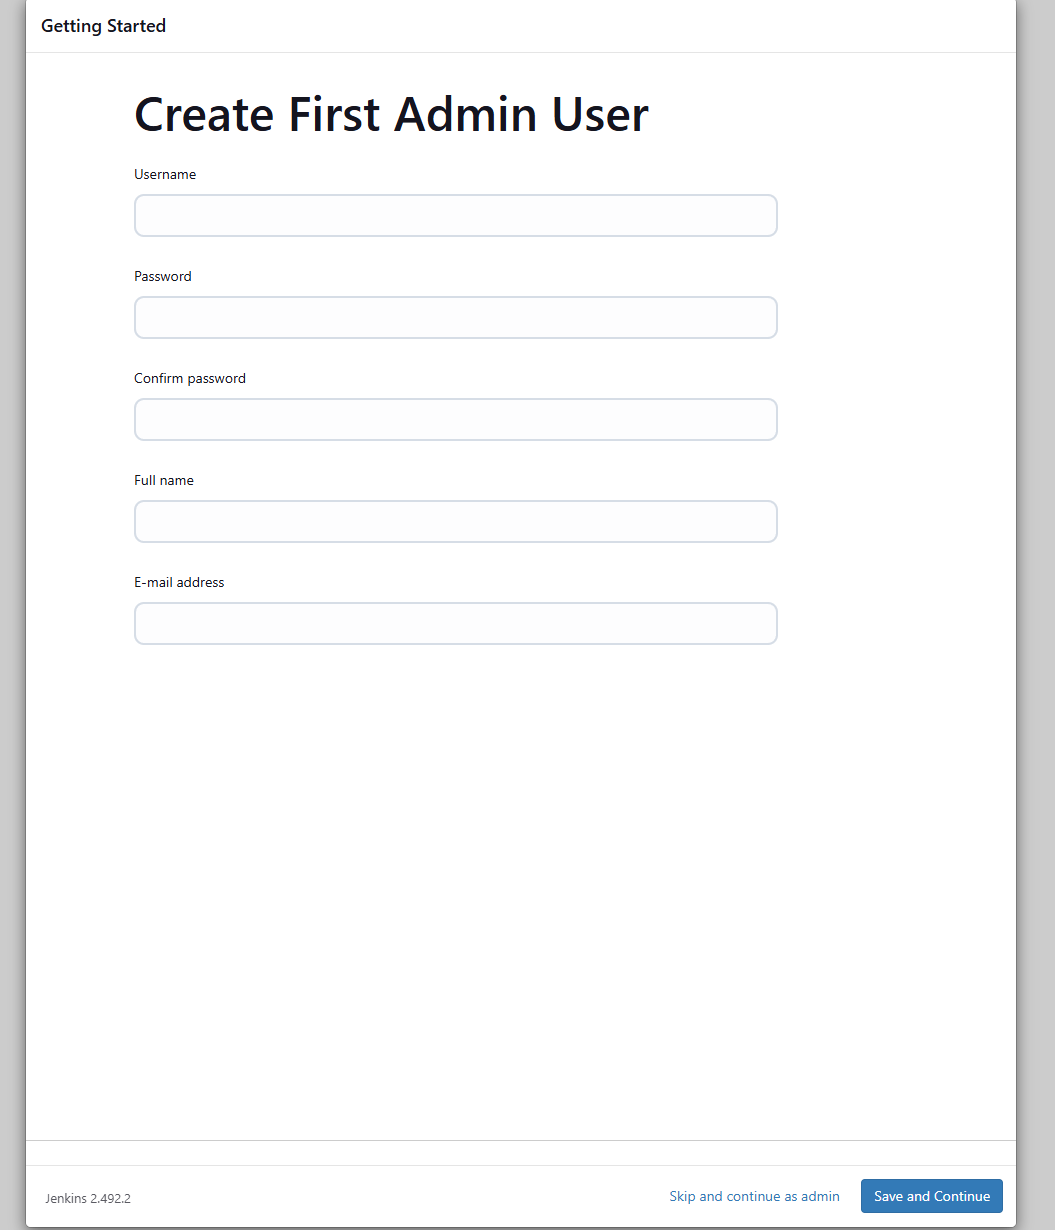 Getting Started
Create First Admin User
Username
Password
Confirm password
Full name
E-mail address
Jenkins 2.492.2
Skip and continue as admin
Save and Continue